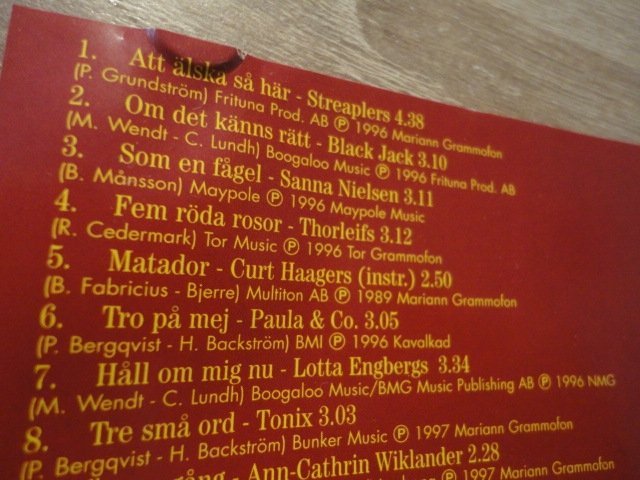 1. Att älska så här - Streaplers 4.38
(P. Grundström) Frituna Prod. AB ℗ 1996 Mariann Grammofon
2. Om det känns rätt - Black Jack 3.10
(M. Wendt - C. Lundh) Boogaloo Music ℗ 1996 Frituna Prod. AB
3. Som en fågel - Sanna Nielsen 3.11
(B. Månsson) Maypole ℗ 1996 Maypole Music
4. Fem röda rosor - Thorleifs 3.12
(R. Cedermark) Tor Music ℗ 1996 Tor Grammofon
5. Matador - Curt Haagers (instr.) 2.50
(B. Fabricius - Bjerre) Multiton AB ℗ 1989 Mariann Grammofon
6. Tro på mej - Paula & Co. 3.05
(P. Bergqvist - H. Backström) BMI ℗ 1996 Kavalkad
7. Håll om mig nu - Lotta Engbergs 3.34
(M. Wendt - C. Lundh) Boogaloo Music/BMG Music Publishing AB ℗ 1996 NMG
8. Tre små ord - Tonix 3.03
(P. Bergqvist - H. Backström) Bunker Music ℗ 1997 Mariann Grammofon
gång - Ann-Cathrin Wiklander 2.28
℗ 1997 Mariann Grammofon